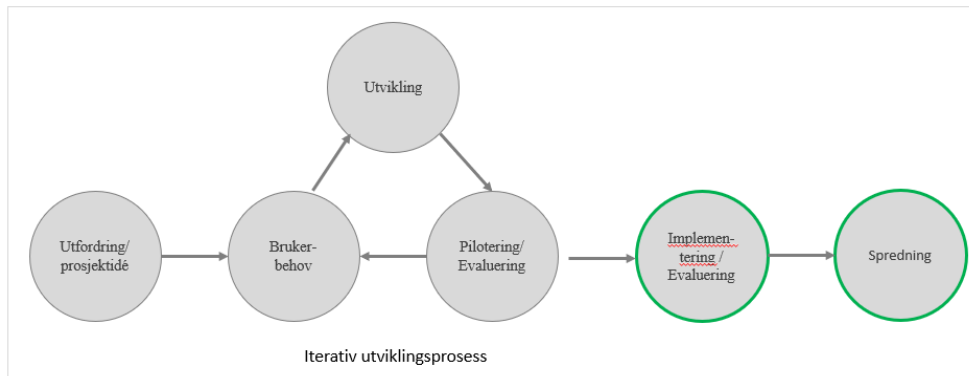 Utvikling
Utfordring/
prosjektidé
Bruker-
behov
Pilotering/
Evaluering
Implemen-
tering /
Evaluering
Spredning
Iterativ utviklingsprosess